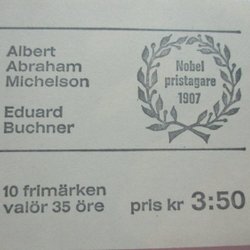 Albert
Abraham
Michelson
Eduard
Buchner
Nobel
pristagare
1907
10 frimärken
valör 35 öre
pris kr 3:50